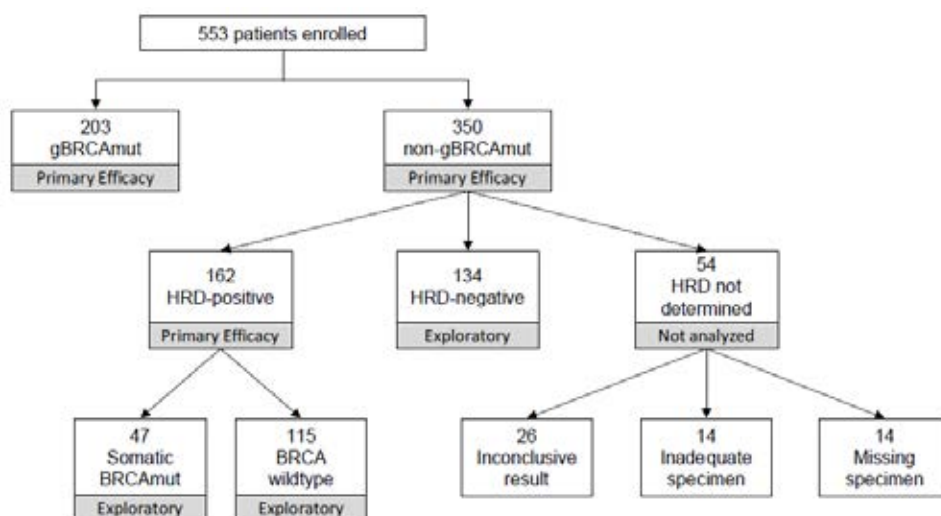 553 patients enrolled
203
gBRCAmut
Primary Efficacy
350
non-gBRCAmut
Primary Efficacy
162
HRD-positive
Primary Efficacy
134
HRD-negative
Exploratory
54
HRD not
determined
Not analyzed
47
Somatic
BRCAmut
Exploratory
115
BRCA
wildtype
Exploratory
26
Inconclusive
result
14
Inadequate
specimen
14
Missing
specimen